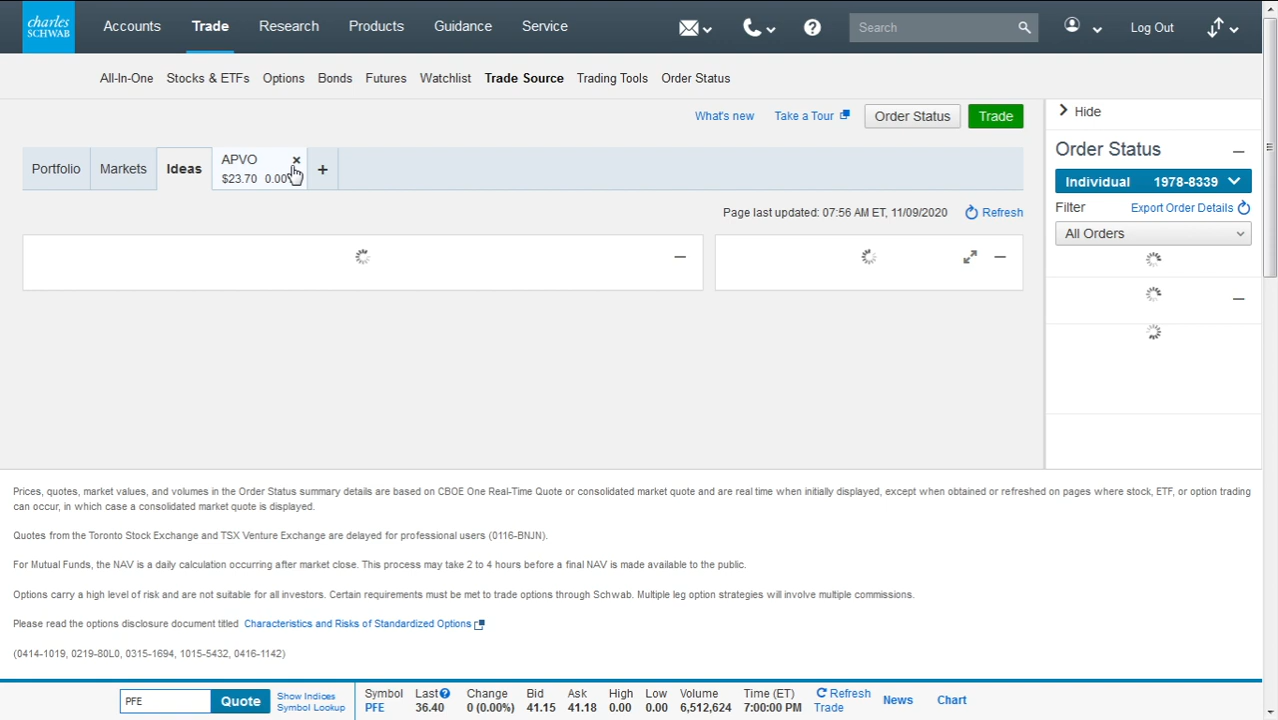 charles
SCHWAB
Accounts Trade Research Products Guidance Service Search Log Out
All-In-One Stocks & ETFs Options Bonds Futures Watchlist Trade Source Trading Tools Order Status
What's new Take a Tour Order Status Trade
Hide
Portfolio Markets Ideas
APVO
$23.70 0.00
+
Order Status
Individual 1978-8339
Page last updated: 07:56 AM ET, 11/09/2020 Refresh
Filter Export Order Details
All Orders
Prices, quotes, market values, and volumes in the Order Status summary details are based on CBOE One Real-Time Quote or consolidated market quote and are real time when initially displayed, except when obtained or refreshed on pages where stock, ETF, or option trading
can occur, in which case a consolidated market quote is displayed.
Quotes from the Toronto Stock Exchange and TSX Venture Exchange are delayed for professional users (0116-BNJN).
For Mutual Funds, the NAV is a daily calculation occurring after market close. This process may take 2 to 4 hours before a final NAV is made available to the public.
Options carry a high level of risk and are not suitable for all investors. Certain requirements must be met to trade options through Schwab. Multiple leg option strategies will involve multiple commissions.
Please read the options disclosure document titled Characteristics and Risks of Standardized Options
(0414-1019, 0219-80L0, 0315-1694, 1015-5432, 0416-1142)
PFE Quote
Show Indices
Symbol Lookup
Symbol Last Change Bid Ask High Low Volume Time (ET) Refresh
PFE 36.40 0 (0.00%) 41.15 41.18 0.00 0.00 6,512,624 7:00:00 PM Trade
News Chart